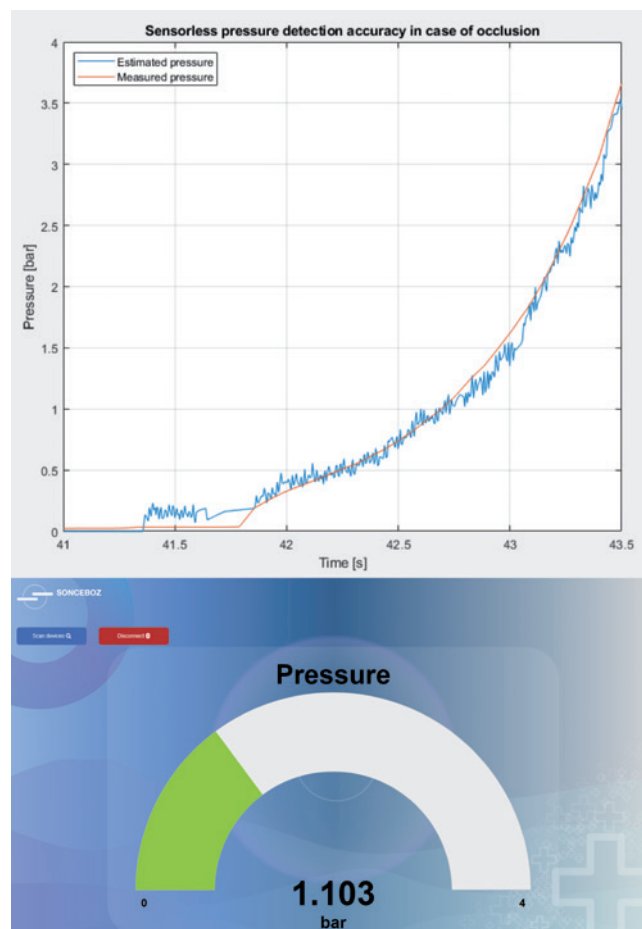 Sensorless pressure detection accuracy in case of occlusion
Estimated pressure
Measured pressure
Pressure [bar]
4
3.5
3
2.5
2
1.5
1
0.5
0
41
41.5
42
42.5
43
43.5
Time [s]
SONCEBOZ
Scan devices
Disconnect
Pressure
0
1.103
4
bar